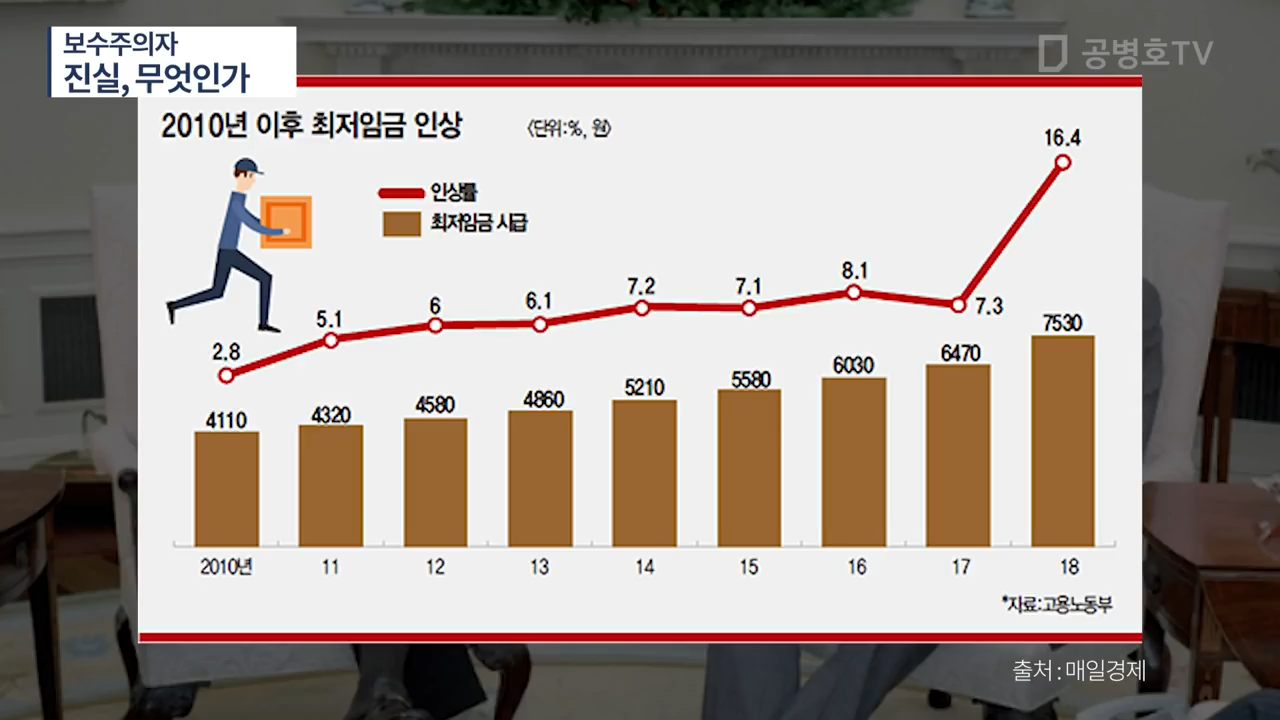 보수주의자
진실, 무엇인가
공병호TV
2010년 이후 최저임금 인상 〈단위:%, 원〉
인상률
최저임금 시급
16.4
8.1
7.2
7.1
7.3
6.1
6
5.1
2.8
7530
6470
6030
5580
5210
4860
4580
4320
4110
2010년 11 12 13 14 15 16 17 18
*자료:고용노동부
출처 : 매일경제